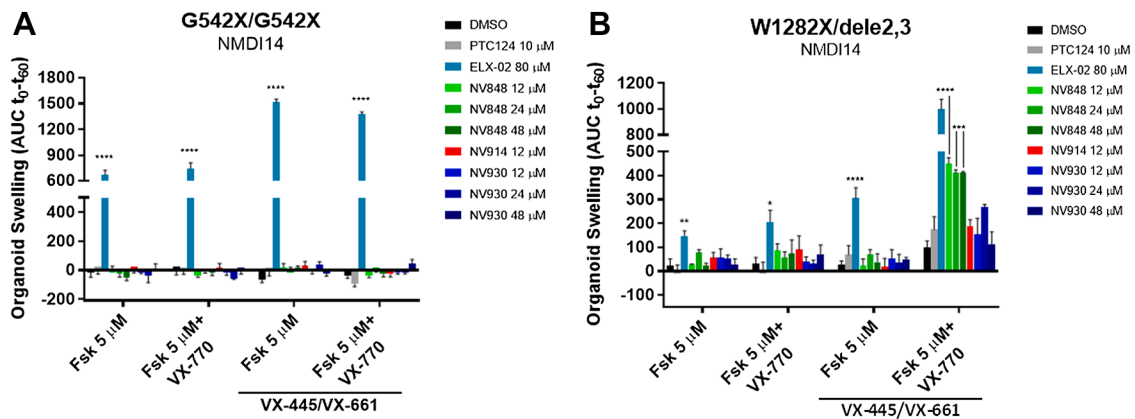 A
G542X/G542X
NMDI14
Organoid Swelling (AUC t0-t60)
1800
1500
1200
900
600
400
200
0
-200
****
****
****
****
Fsk 5 μM
Fsk 5 μM+
VX-770
Fsk 5 μM
Fsk 5 μM+
VX-770
VX-445/VX-661
DMSO
PTC124 10 μM
ELX-02 80 μM
NV848 12 μM
NV848 24 μM
NV848 48 μM
NV914 12 μM
NV930 12 μM
NV930 24 μM
NV930 48 μM
B
W1282X/dele2,3
NMDI14
Organoid Swelling (AUC t0-t60)
1200
1000
800
500
400
300
200
100
0
-100
**
*
****
****
***
Fsk 5 μM
Fsk 5 μM+
VX-770
Fsk 5 μM
Fsk 5 μM+
VX-770
VX-445/VX-661
DMSO
PTC124 10 μM
ELX-02 80 μM
NV848 12 μM
NV848 24 μM
NV848 48 μM
NV914 12 μM
NV930 12 μM
NV930 24 μM
NV930 48 μM